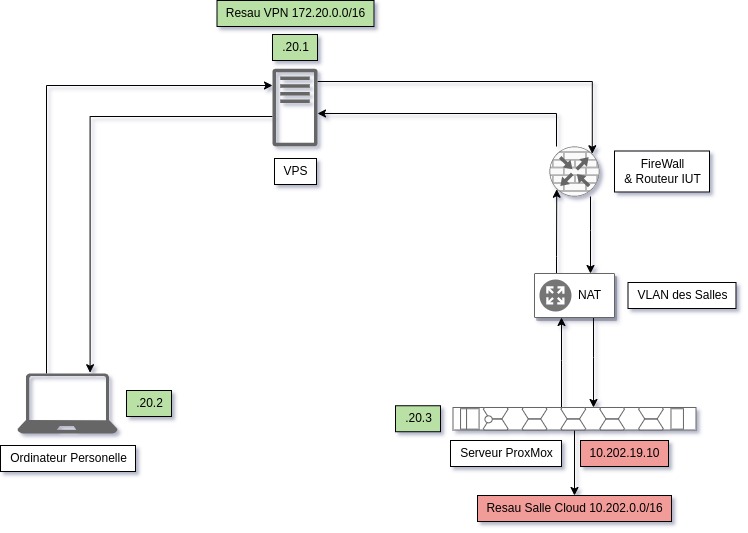 Resau VPN 172.20.0.0/16
.20.1
VPS
FireWall
& Routeur IUT
NAT
VLAN des Salles
.20.2
Ordinateur Personelle
.20.3
Serveur ProxMox
10.202.19.10
Resau Salle Cloud 10.202.0.0/16